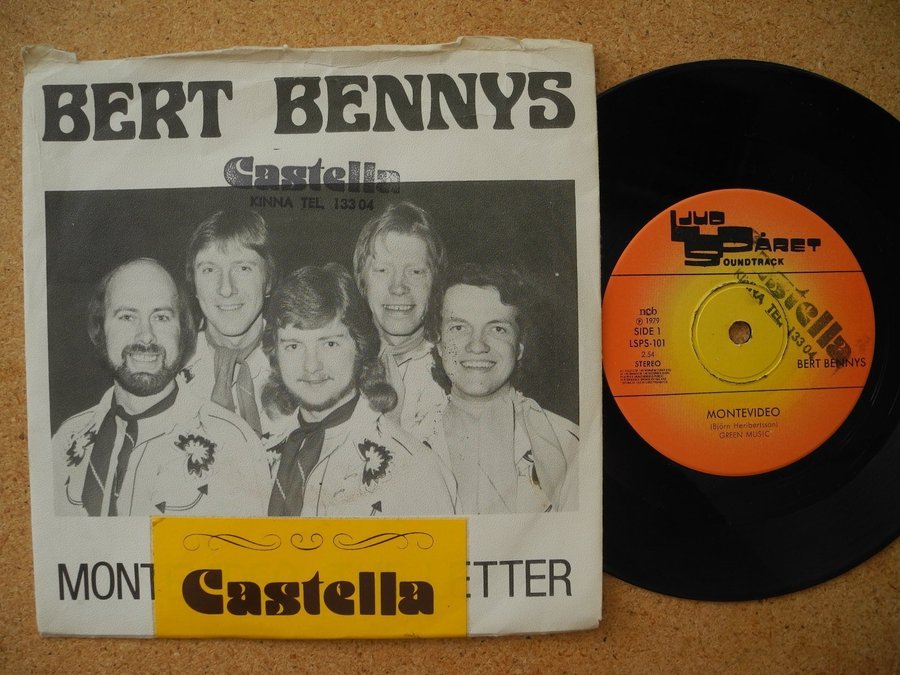 BERT BENNYS
Castella
KINNA TEL. 133 04
MONT
ETTER
Castella
LJUD
SPÅRET
SOUNDTRACK
Castella
KINNA TEL. 133 04
ncb
℗ 1979
SIDE 1
LSPS-101
2.54
STEREO
BERT BENNYS
MONTEVIDEO
(Björn Heribertsson)
GREEN MUSIC